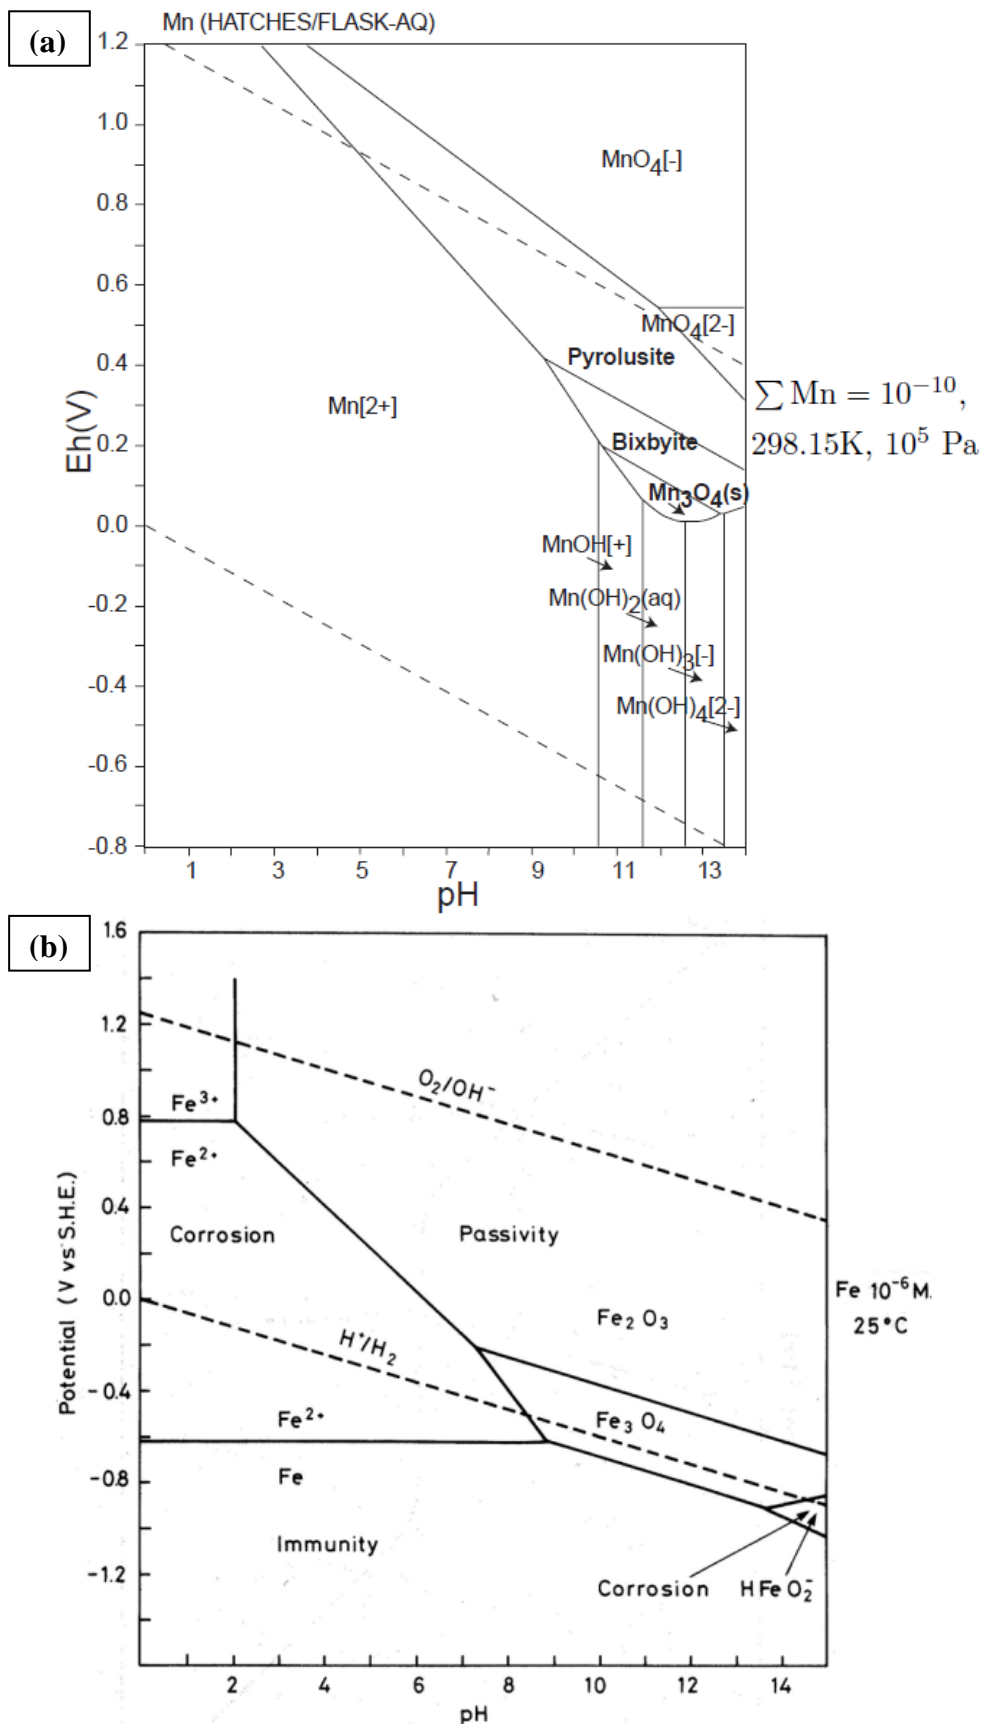 (a)
Mn (HATCHES/FLASK-AQ)
1.2
1.0
0.8
0.6
0.4
0.2
0.0
-0.2
-0.4
-0.6
-0.8
Eh(V)
MnO4[-]
MnO4[2-]
Pyrolusite
Mn[2+]
Bixbyite
Mn3O4(s)
MnOH[+]
Mn(OH)2(aq)
Mn(OH)3[-]
Mn(OH)4[2-]
∑ Mn = 10−10,
298.15K, 105 Pa
1 3 5 7 9 11 13
pH
(b)
1.6
1.2
0.8
0.4
0.0
-0.4
-0.8
-1.2
Potential (V vs S.H.E.)
O2/OH−
Fe3+
Fe2+
Corrosion
Passivity
Fe2O3
H+/H2
Fe2+
Fe3O4
Fe
Immunity
Corrosion
HFeO2−
Fe 10−6M.
25°C
2 4 6 8 10 12 14
pH